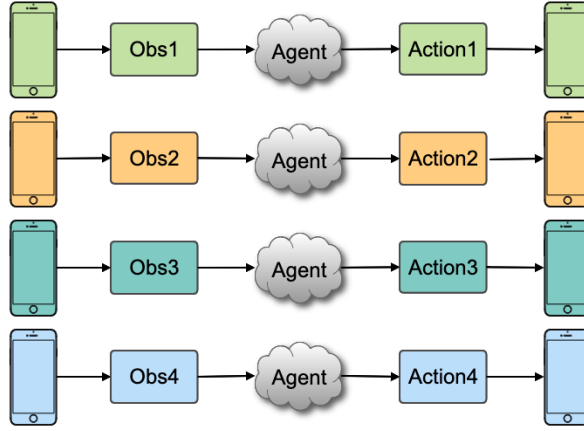 Obs1 Agent Action1
Obs2 Agent Action2
Obs3 Agent Action3
Obs4 Agent Action4